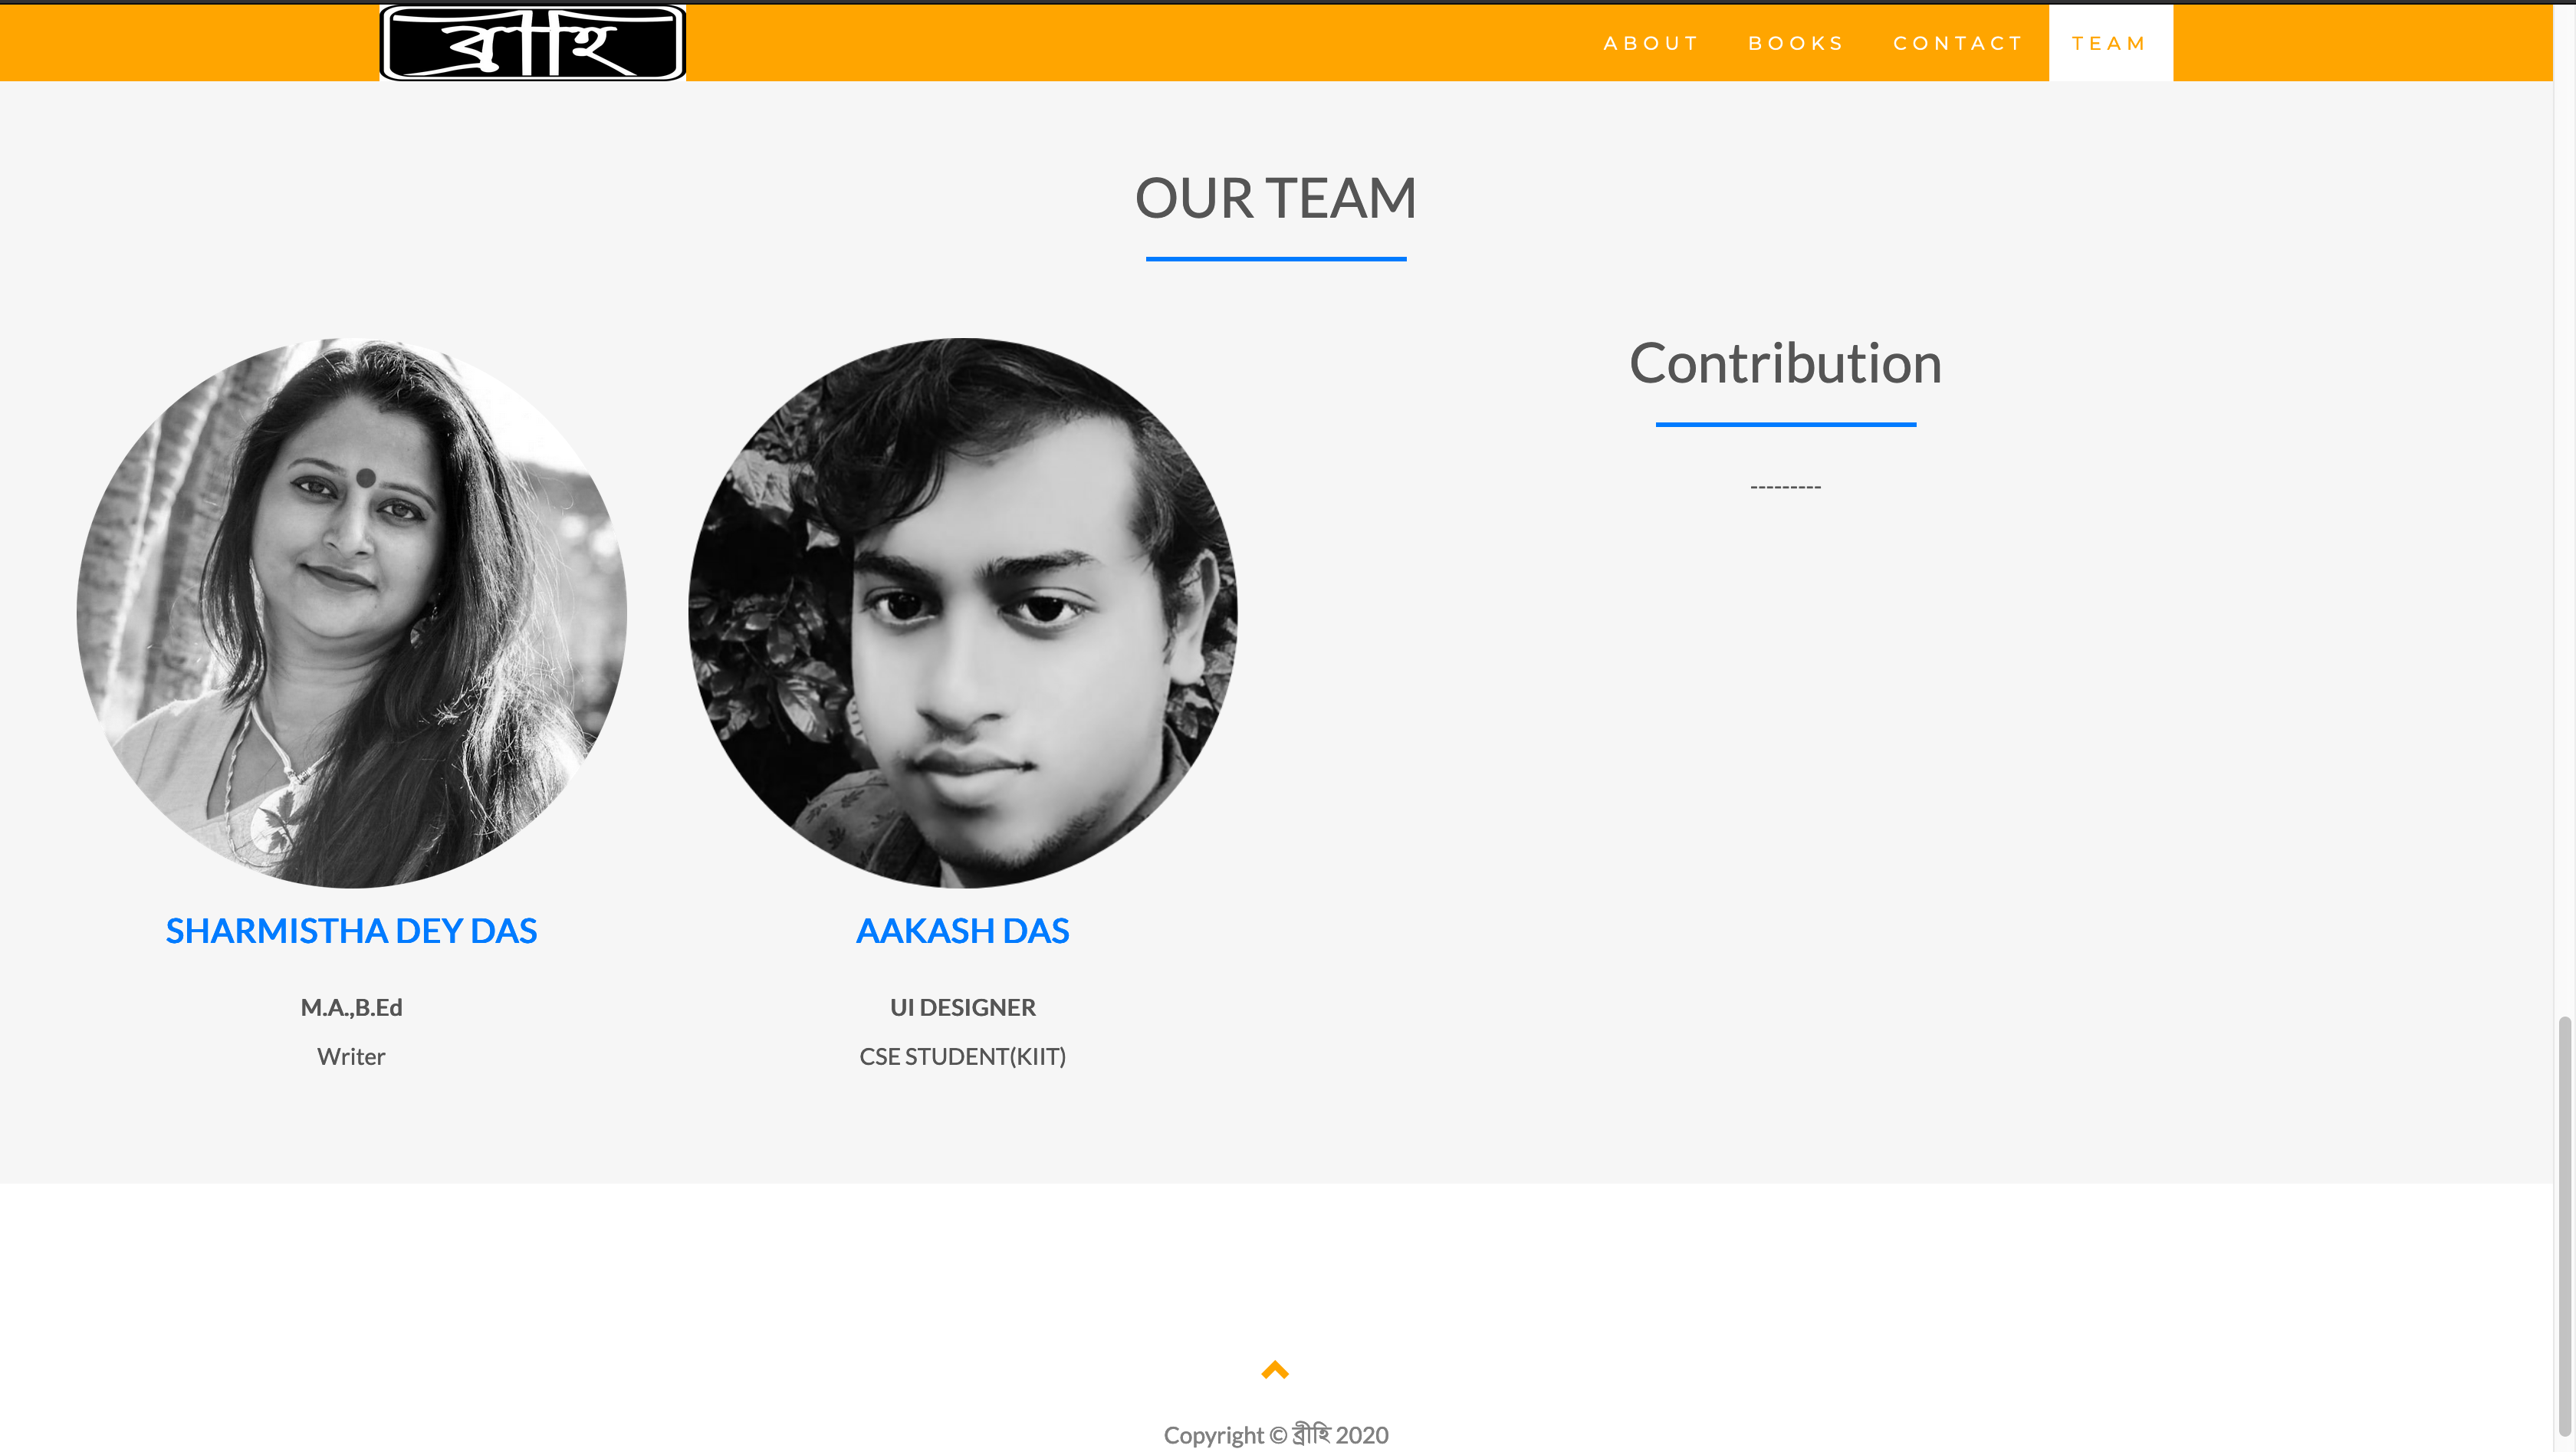 ব্রীহি
ABOUT BOOKS CONTACT TEAM
OUR TEAM
Contribution
---------
SHARMISTHA DEY DAS
M.A.,B.Ed
Writer
AAKASH DAS
UI DESIGNER
CSE STUDENT(KIIT)
Copyright © ব্রীহি 2020